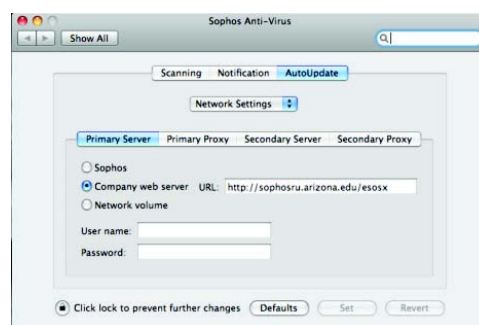 Sophos Anti-Virus
Show All
Scanning Notification AutoUpdate
Network Settings
Primary Server Primary Proxy Secondary Server Secondary Proxy
Sophos
Company web server URL: http://sophosru.arizona.edu/esosx
Network volume
User name:
Password:
Click lock to prevent further changes Defaults Set Revert